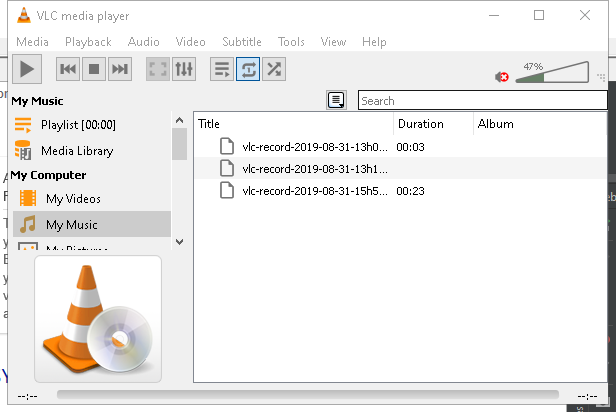 VLC media player
Media Playback Audio Video Subtitle Tools View Help
47%
My Music
Search
Playlist [00:00]
Title Duration Album
Media Library
vlc-record-2019-08-31-13h0... 00:03
My Computer
vlc-record-2019-08-31-13h1...
My Videos
vlc-record-2019-08-31-15h5... 00:23
My Music
My Pictures
--:-- --:--